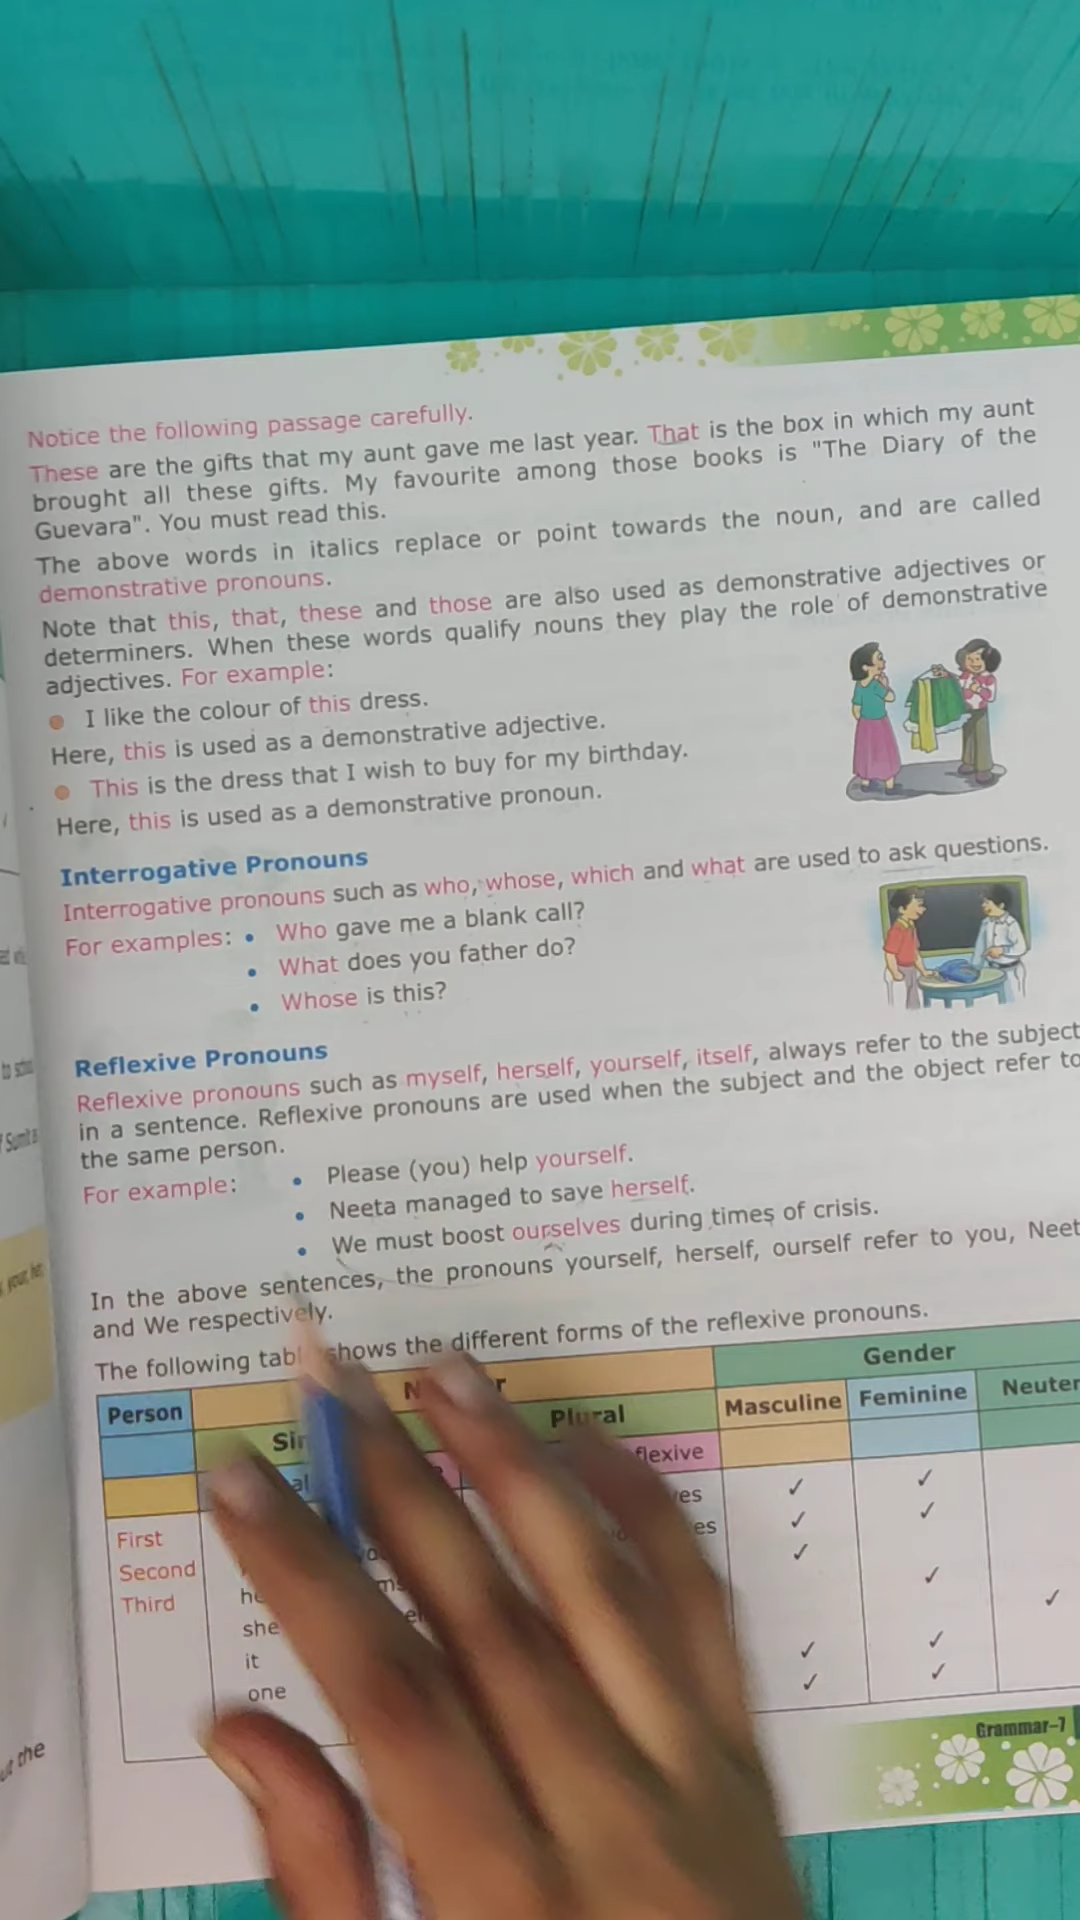 Notice the following passage carefully.
These are the gifts that my aunt gave me last year. That is the box in which my aunt
brought all these gifts. My favourite among those books is "The Diary of the
Guevara". You must read this.
The above words in italics replace or point towards the noun, and are called
demonstrative pronouns.
Note that this, that, these and those are also used as demonstrative adjectives or
determiners. When these words qualify nouns they play the role of demonstrative
adjectives. For example:
I like the colour of this dress.
Here, this is used as a demonstrative adjective.
This is the dress that I wish to buy for my birthday.
Here, this is used as a demonstrative pronoun.
Interrogative Pronouns
Interrogative pronouns such as who, whose, which and what are used to ask questions.
For examples: • Who gave me a blank call?
• What does you father do?
• Whose is this?
Reflexive Pronouns
Reflexive pronouns such as myself, herself, yourself, itself, always refer to the subject
in a sentence. Reflexive pronouns are used when the subject and the object refer to
the same person.
For example: • Please (you) help yourself.
• Neeta managed to save herself.
• We must boost ourselves during times of crisis.
In the above sentences, the pronouns yourself, herself, ourself refer to you, Neet
and We respectively.
The following shows the different forms of the reflexive pronouns.
Person Gender
Plural Masculine Feminine Neuter
First ✓ ✓
Second ✓ ✓
Third ✓
she ✓
it ✓
one ✓ ✓
✓ ✓
Grammar-7
to
the